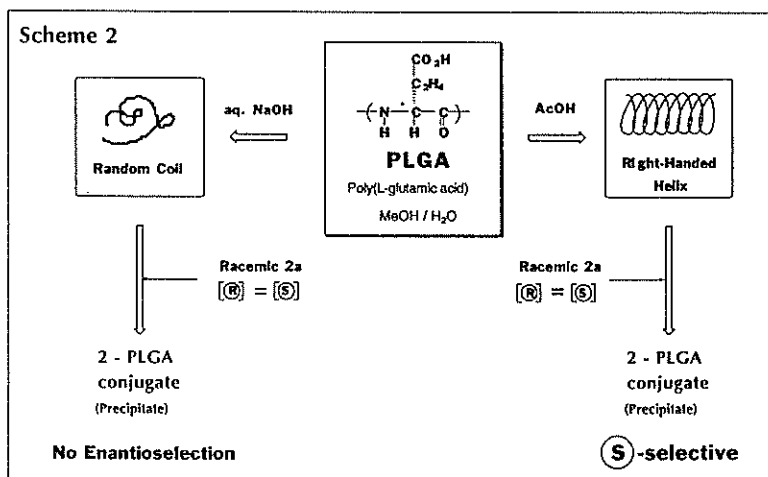 Scheme 2
aq. NaOH
Random Coil
CO₂H
C₂H₄
*
( N - C - C )
H H O
PLGA
Poly(L-glutamic acid)
MeOH / H₂O
AcOH
Right-Handed
Helix
Racemic 2a
[Ⓡ] = [Ⓢ]
Racemic 2a
[Ⓡ] = [Ⓢ]
2 - PLGA
conjugate
(Precipitate)
2 - PLGA
conjugate
(Precipitate)
No Enantioselection
Ⓢ-selective